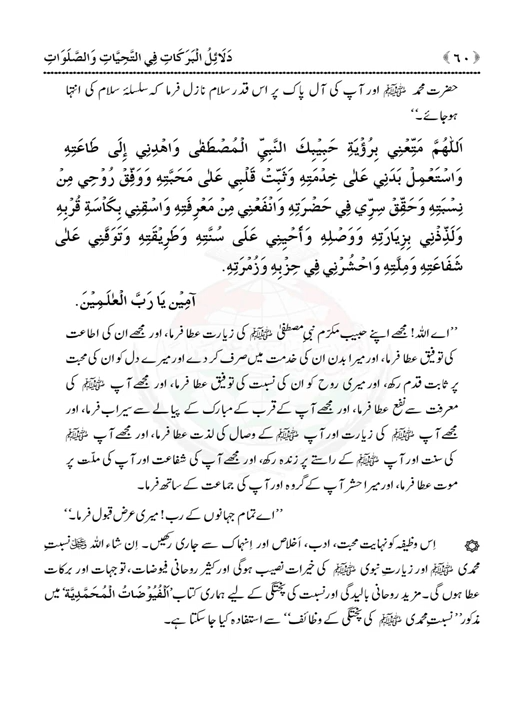 ﴿٦٠﴾ دَلَائِلُ الْبَرَكَاتِ فِي التَّحِيَّاتِ وَالصَّلَوَاتِ
حضرت محمد ﷺ اور آپ کی آل پاک پر اس قدر سلام نازل فرما کہ سلسلۂ سلام کی انتہا
ہو جائے۔‘‘
اَللّٰهُمَّ مَتِّعْنِي بِرُؤْيَةِ حَبِيْبِكَ النَّبِيِّ الْمُصْطَفٰى وَاهْدِنِي إِلَى طَاعَتِهِ
وَاسْتَعْمِلْ بَدَنِي عَلٰى خِدْمَتِهِ وَثَبِّتْ قَلْبِي عَلٰى مَحَبَّتِهِ وَوَفِّقْ رُوْحِي مِنْ
نِسْبَتِهِ وَحَقِّقْ سِرِّي فِي حَضْرَتِهِ وَانْفَعْنِي مِنْ مَعْرِفَتِهِ وَاسْقِنِي بِكَاسَةِ قُرْبِهِ
وَلَذِّذْنِي بِزِيَارَتِهِ وَوَصْلِهِ وَأَحْيِنِي عَلَى سُنَّتِهِ وَطَرِيْقَتِهِ وَتَوَفَّنِي عَلٰى
شَفَاعَتِهِ وَمِلَّتِهِ وَاحْشُرْنِي فِي حِزْبِهِ وَزُمْرَتِهِ.
آمِيْن يَا رَبَّ الْعٰلَمِيْنَ.
’’اے اللہ! مجھے اپنے حبیب مکرّم نبی مصطفیٰ ﷺ کی زیارت عطا فرما، اور مجھے ان کی اطاعت
کی توفیق عطا فرما، اور میرا بدن ان کی خدمت میں صرف کر دے اور میرے دل کو ان کی محبت
پر ثابت قدم رکھ، اور میری روح کو ان کی نسبت کی توفیق عطا فرما، اور مجھے آپ ﷺ کی
معرفت سے نفع عطا فرما، اور مجھے آپ کے قرب کے مبارک کے پیالے سے سیراب فرما، اور
مجھے آپ ﷺ کی زیارت اور آپ ﷺ کے وصال کی لذت عطا فرما، اور مجھے آپ ﷺ
کی سنت اور آپ ﷺ کے راستے پر زندہ رکھ، اور مجھے آپ کی شفاعت اور آپ کی ملّت پر
موت عطا فرما، اور میرا حشر آپ کے گروہ اور آپ کی جماعت کے ساتھ فرما۔
’’اے تمام جہانوں کے رب! میری عرض قبول فرما۔‘‘
اِس وظیفہ کو نہایت محبت، ادب، اَخلاص اور اِنہماک سے جاری رکھیں۔ اِن شاء اللہ نسبتِ
محمدی ﷺ اور زیارتِ نبوی ﷺ کی خیرات نصیب ہوگی اور کثیر روحانی فیوضات، توجہات اور برکات
عطا ہوں گی۔ مزید روحانی بالیدگی اور نسبت کی پختگی کے لیے ہماری کتاب ’اَلْفُيُوْضَاتُ الْمُحَمَّدِيَّة‘ میں
مذکور ’’نسبتِ محمدی ﷺ کی پختگی کے وظائف‘‘ سے استفادہ کیا جا سکتا ہے۔